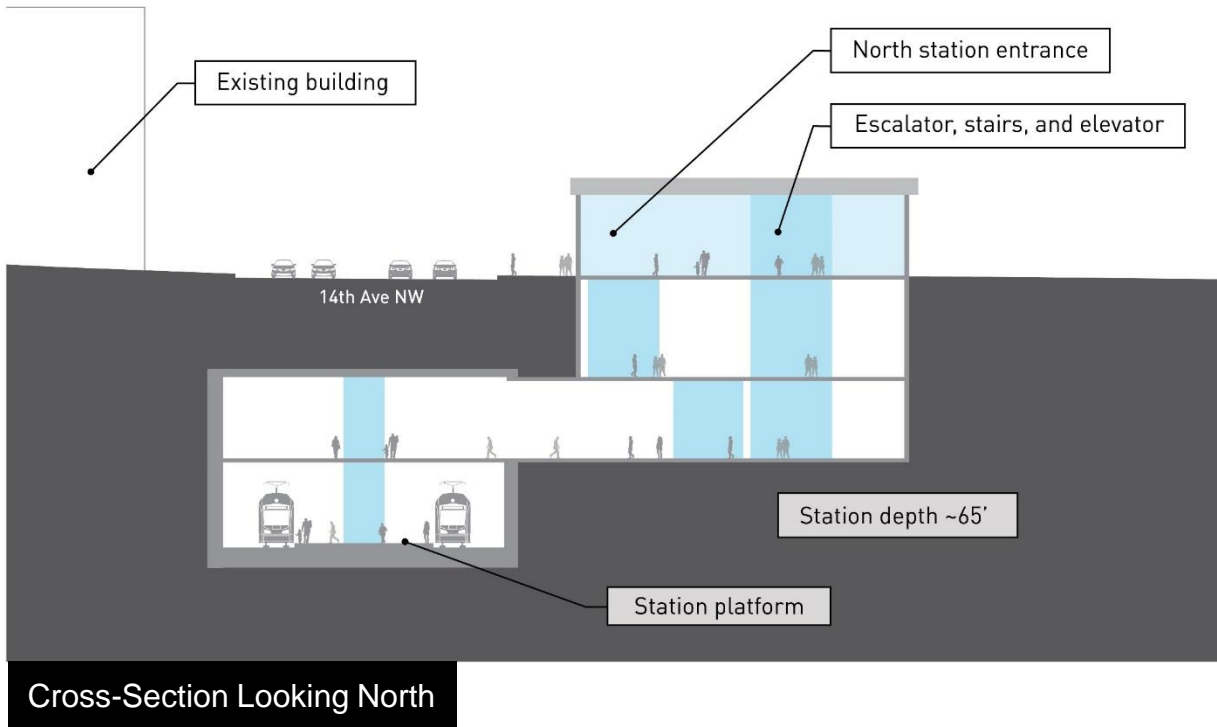 North station entrance
Existing building
Escalator, stairs, and elevator
14th Ave NW
Station depth ~65’
Station platform
Cross-Section Looking North